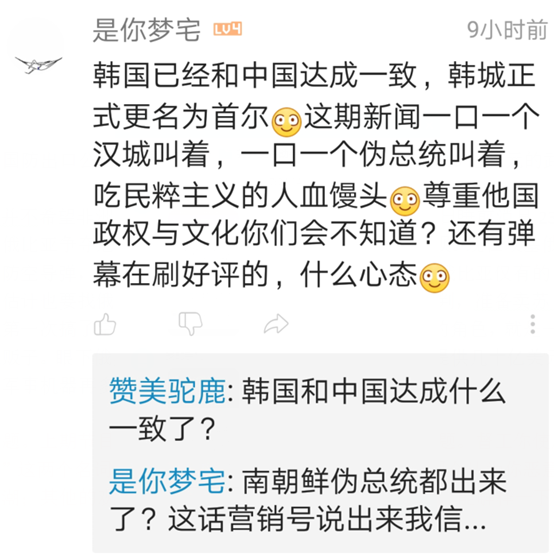 是你梦宅 LV4 9小时前
韩国已经和中国达成一致，韩城正
式更名为首尔😳这期新闻一口一个
汉城叫着，一口一个伪总统叫着，
吃民粹主义的人血馒头😳尊重他国
政权与文化你们会不知道？还有弹
幕在刷好评的，什么心态😳
赞美驼鹿: 韩国和中国达成什么
一致了？
是你梦宅: 南朝鲜伪总统都出来
了？这话营销号说出来我信...